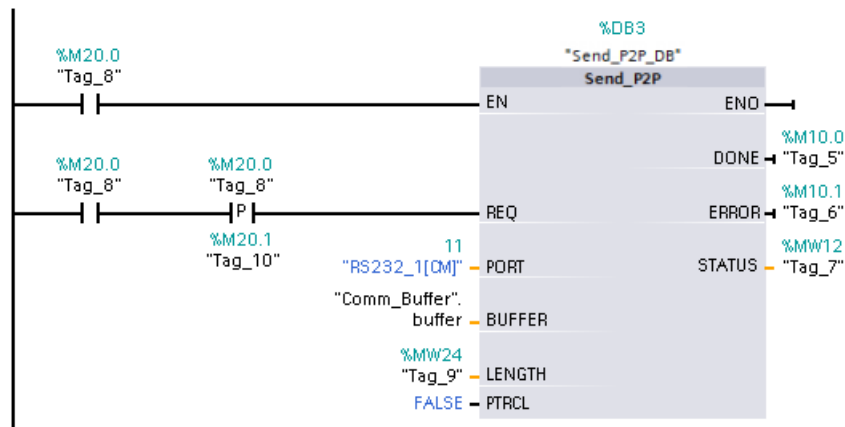 %DB3
"Send_P2P_DB"
Send_P2P
%M20.0
"Tag_8"
EN
ENO
%M10.0
DONE
"Tag_5"
%M20.0
"Tag_8"
%M20.0
"Tag_8"
P
%M20.1
"Tag_10"
REQ
%M10.1
ERROR
"Tag_6"
11
"RS232_1[CM]"
PORT
%MW12
STATUS
"Tag_7"
"Comm_Buffer".
buffer
BUFFER
%MW24
"Tag_9"
LENGTH
FALSE
PTRCL